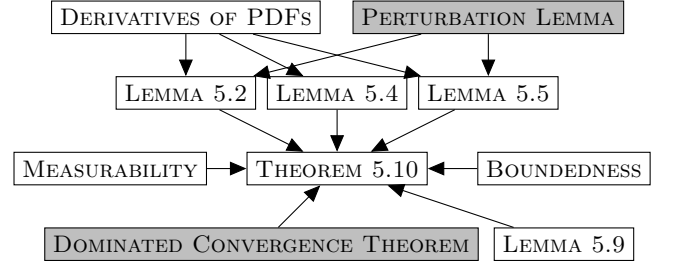 Derivatives of PDFs Perturbation Lemma
Lemma 5.2 Lemma 5.4 Lemma 5.5
Measurability Theorem 5.10 Boundedness
Dominated Convergence Theorem Lemma 5.9